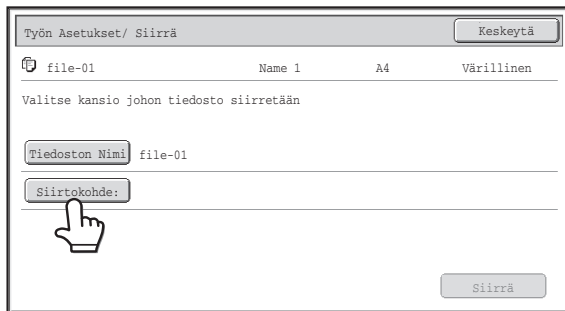 Työn Asetukset/ Siirrä Keskeytä
file-01 Name 1 A4 Värillinen
Valitse kansio johon tiedosto siirretään
Tiedoston Nimi file-01
Siirtokohde:
Siirrä